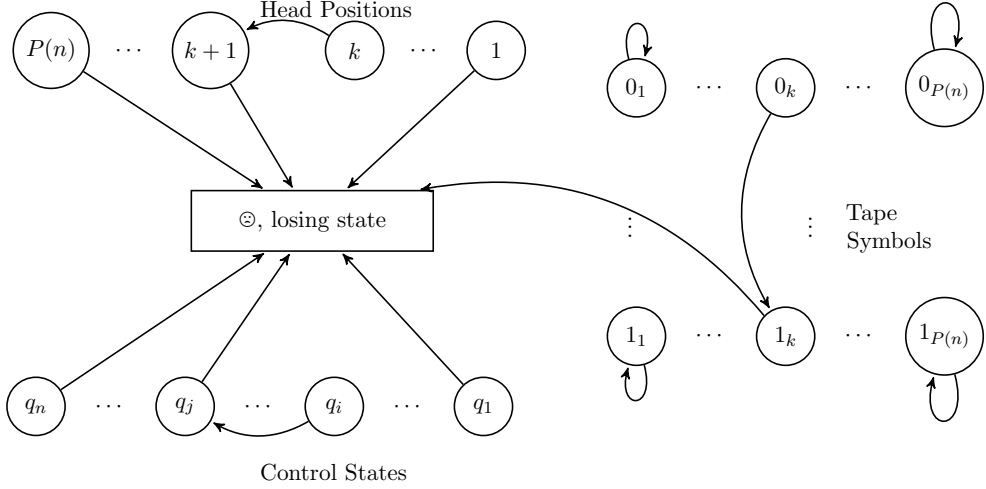 Head Positions
P(n) ··· k + 1 k ··· 1
0₁ ··· 0ₖ ··· 0_{P(n)}
☹, losing state
⋮ ⋮ Tape
Symbols
1₁ ··· 1ₖ ··· 1_{P(n)}
qₙ ··· qⱼ ··· qᵢ ··· q₁
Control States